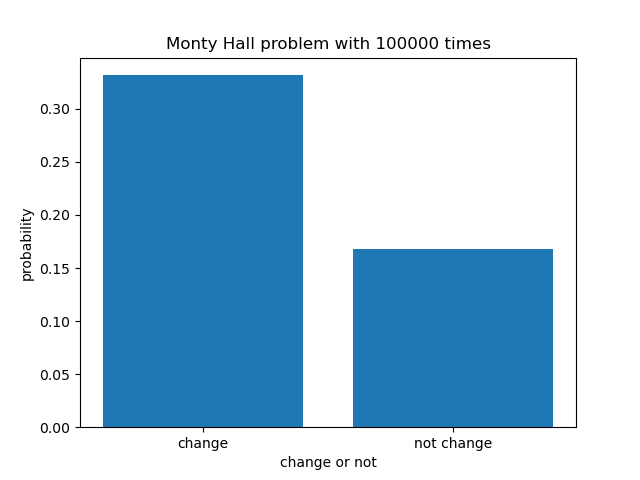 Monty Hall problem with 100000 times
probability
0.30
0.25
0.20
0.15
0.10
0.05
0.00
change
not change
change or not